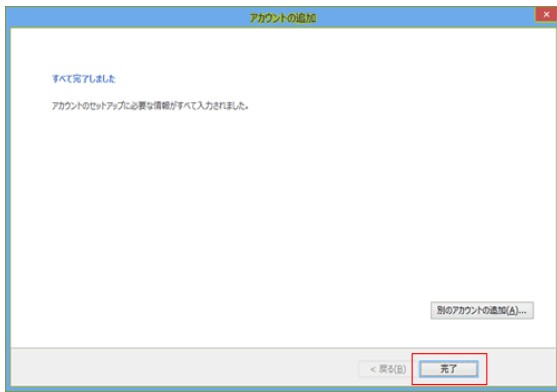 アカウントの追加
すべて完了しました
アカウントのセットアップに必要な情報がすべて入力されました。
別のアカウントの追加(A)...
< 戻る(B)
完了